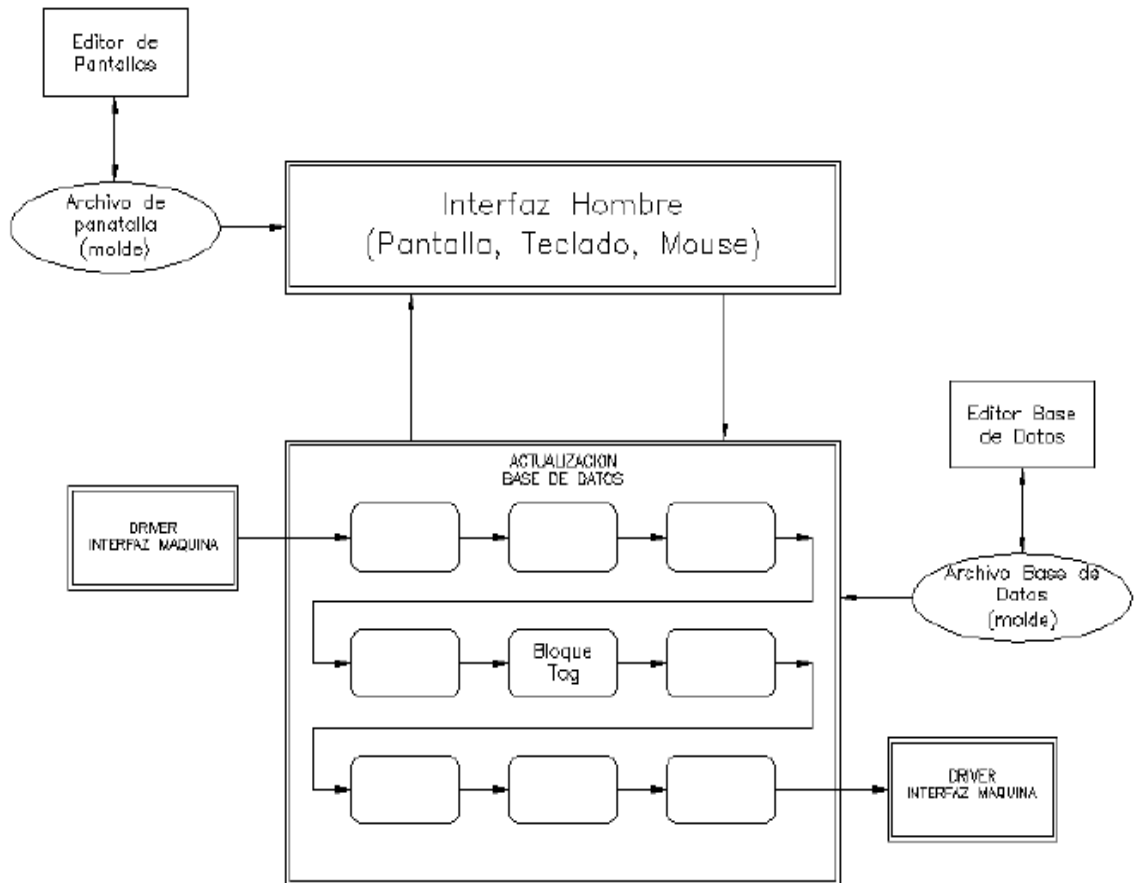 Editor de
Pantallas
Archivo de
panatalla
(molde)
Interfaz Hombre
(Pantalla, Teclado, Mouse)
Editor Base
de Datos
ACTUALIZACION
BASE DE DATOS
DRIVER
INTERFAZ MAQUINA
Archivo Base de
Datos
(molde)
Bloque
Tag
DRIVER
INTERFAZ MAQUINA